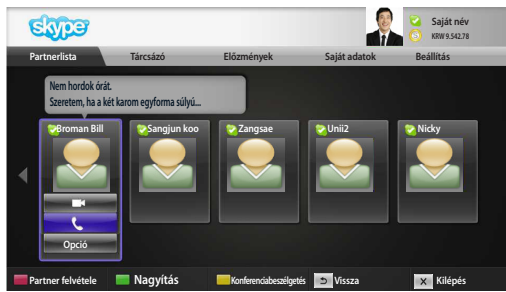 skype
Saját név
KRW 9.542.78
Partnerlista Tárcsázó Előzmények Saját adatok Beállítás
Nem hordok órát.
Szeretem, ha a két karom egyforma súlyú...
Broman Bill Sangjun koo Zangsae Unii2 Nicky
Opció
Partner felvétele Nagyítás Konferenciabeszélgetés Vissza X Kilépés